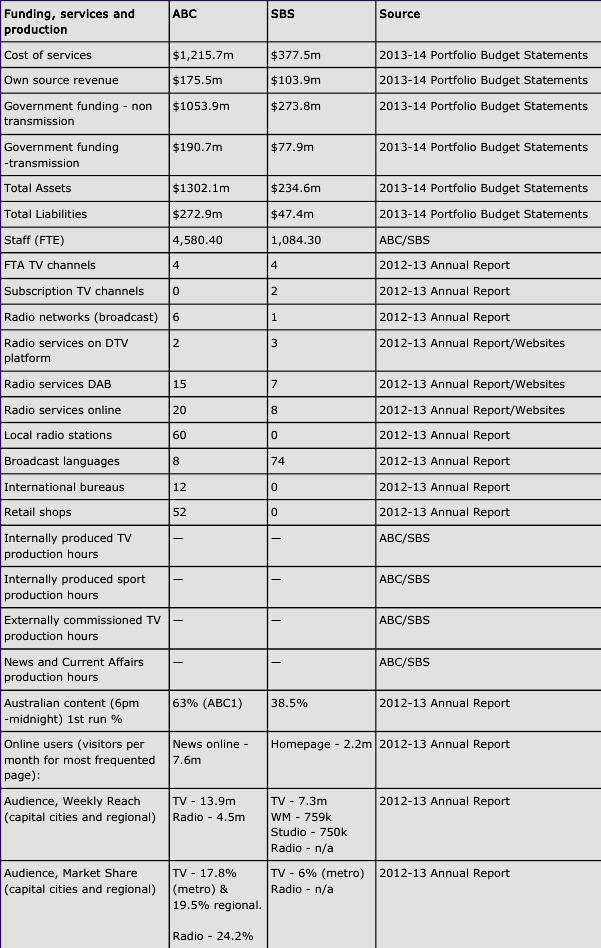 Funding, services and production ABC SBS Source
Cost of services $1,215.7m $377.5m 2013-14 Portfolio Budget Statements
Own source revenue $175.5m $103.9m 2013-14 Portfolio Budget Statements
Government funding - non transmission $1053.9m $273.8m 2013-14 Portfolio Budget Statements
Government funding -transmission $190.7m $77.9m 2013-14 Portfolio Budget Statements
Total Assets $1302.1m $234.6m 2013-14 Portfolio Budget Statements
Total Liabilities $272.9m $47.4m 2013-14 Portfolio Budget Statements
Staff (FTE) 4,580.40 1,084.30 ABC/SBS
FTA TV channels 4 4 2012-13 Annual Report
Subscription TV channels 0 2 2012-13 Annual Report
Radio networks (broadcast) 6 1 2012-13 Annual Report
Radio services on DTV platform 2 3 2012-13 Annual Report/Websites
Radio services DAB 15 7 2012-13 Annual Report/Websites
Radio services online 20 8 2012-13 Annual Report/Websites
Local radio stations 60 0 2012-13 Annual Report
Broadcast languages 8 74 2012-13 Annual Report
International bureaus 12 0 2012-13 Annual Report
Retail shops 52 0 2012-13 Annual Report
Internally produced TV production hours — — ABC/SBS
Internally produced sport production hours — — ABC/SBS
Externally commissioned TV production hours — — ABC/SBS
News and Current Affairs production hours — — ABC/SBS
Australian content (6pm -midnight) 1st run % 63% (ABC1) 38.5% 2012-13 Annual Report
Online users (visitors per month for most frequented page): News online - 7.6m Homepage - 2.2m 2012-13 Annual Report
Audience, Weekly Reach (capital cities and regional) TV - 13.9m Radio - 4.5m TV - 7.3m WM - 759k Studio - 750k Radio - n/a 2012-13 Annual Report
Audience, Market Share (capital cities and regional) TV - 17.8% (metro) & 19.5% regional. Radio - 24.2% TV - 6% (metro) Radio - n/a 2012-13 Annual Report